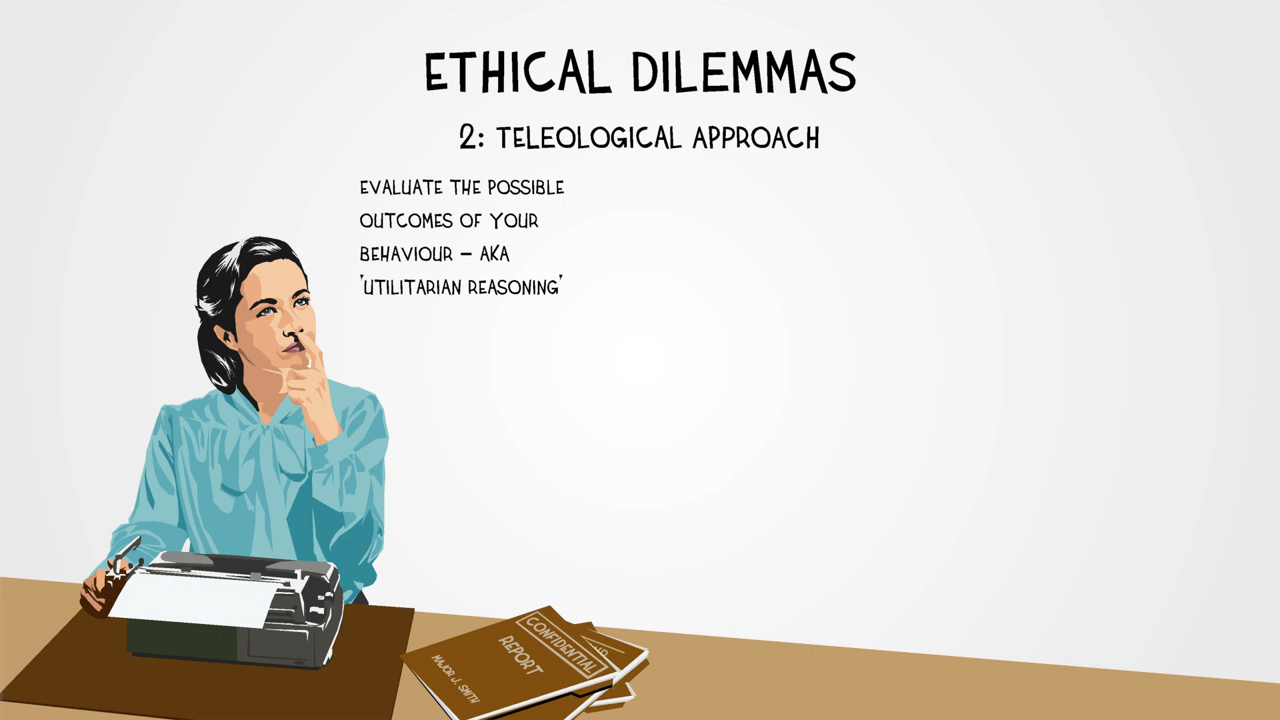 ETHICAL DILEMMAS
2: TELEOLOGICAL APPROACH
EVALUATE THE POSSIBLE
OUTCOMES OF YOUR
BEHAVIOUR – AKA
'UTILITARIAN REASONING'
CONFIDENTIAL
REPORT
MAJOR J. SMITH